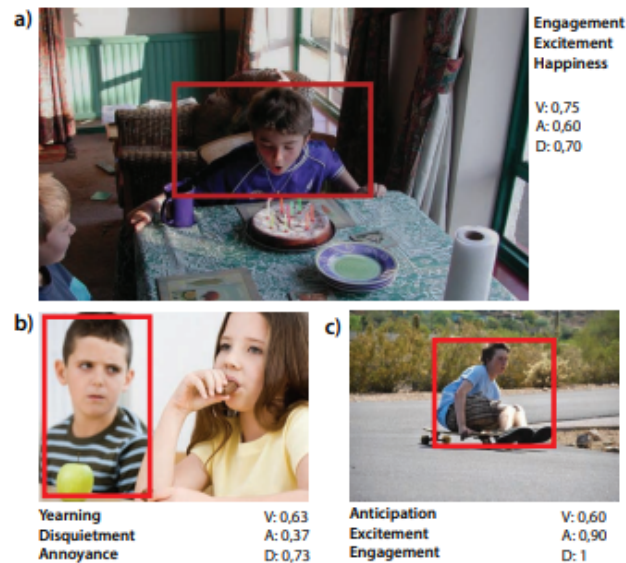 a)
Engagement
Excitement
Happiness
V: 0,75
A: 0,60
D: 0,70
b)
c)
Yearning V: 0,63
Disquietment A: 0,37
Annoyance D: 0,73
Anticipation V: 0,60
Excitement A: 0,90
Engagement D: 1